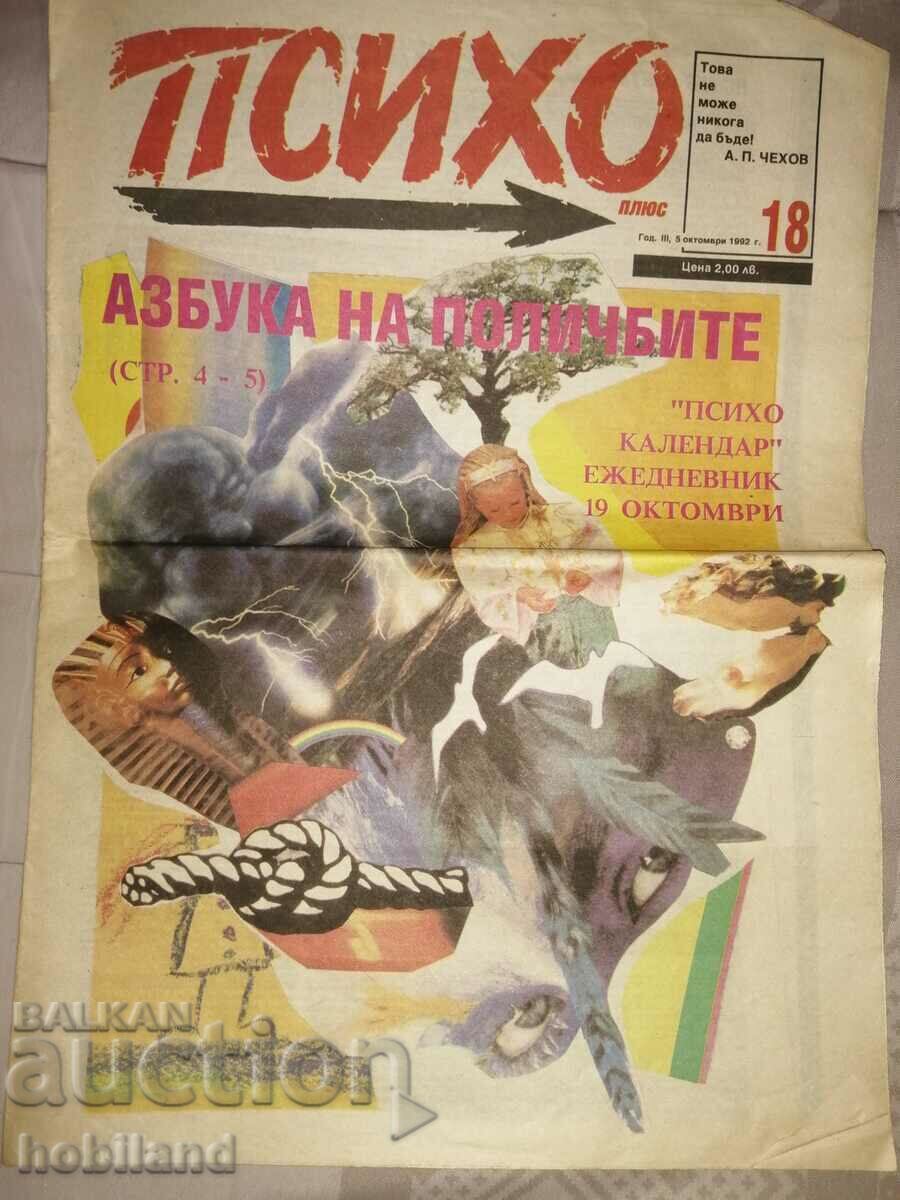 ПСИХО
плюс
Това
не
може
никога
да бъде!
А. П. ЧЕХОВ
18
Год. III, 5 октомври 1992 г.
Цена 2,00 лв.
АЗБУКА НА ПОЛИЧБИТЕ
(СТР. 4 - 5)
"ПСИХО
КАЛЕНДАР"
ЕЖЕДНЕВНИК
19 ОКТОМВРИ
BALKAN
auction
hobiland